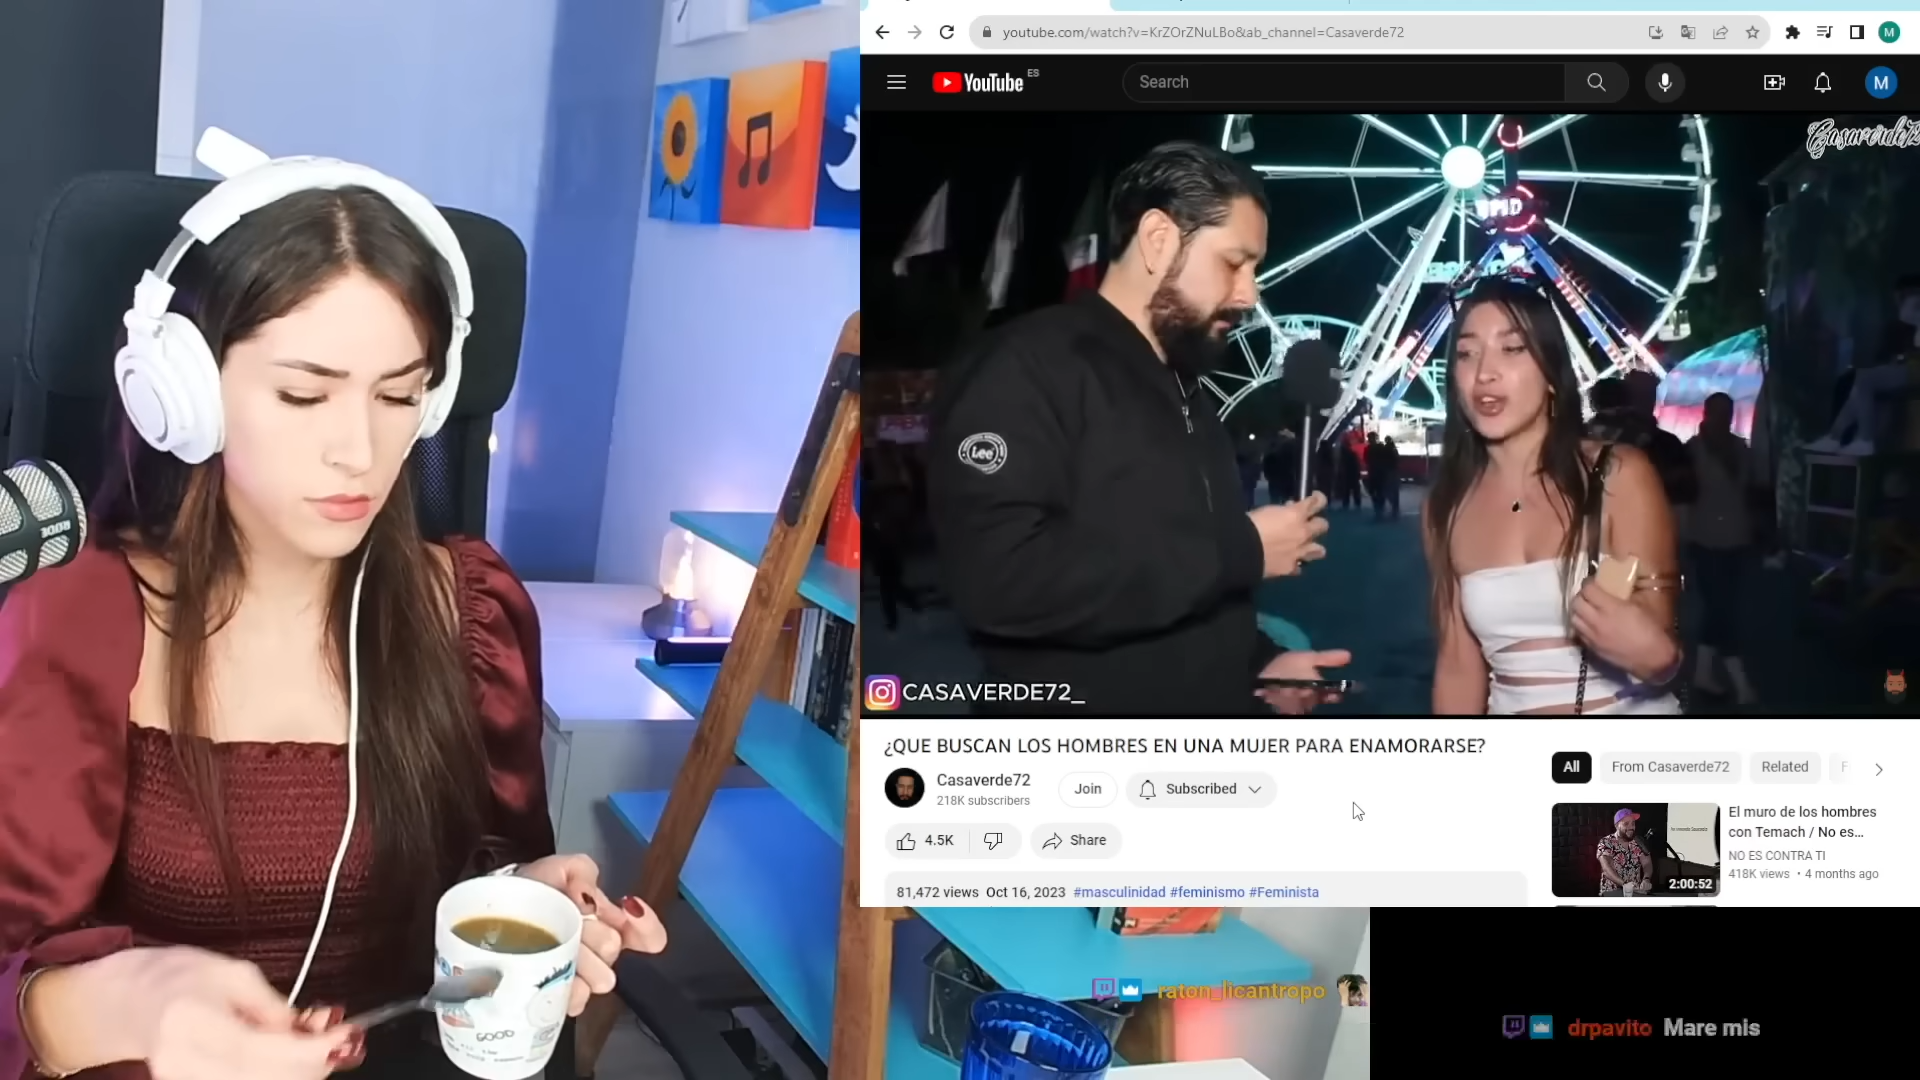 youtube.com/watch?v=KrZOrZNuLBo&ab_channel=Casaverde72
M
YouTube ES
Search
M
Casaverde72
Lee
CASAVERDE72_
¿QUE BUSCAN LOS HOMBRES EN UNA MUJER PARA ENAMORARSE?
Casaverde72
218K subscribers
Join
Subscribed
4.5K
Share
81,472 views Oct 16, 2023 #masculinidad #feminismo #Feminista
All
From Casaverde72
Related
El muro de los hombres
con Temach / No es...
NO ES CONTRA TI
418K views • 4 months ago
2:00:52
RODE
GOOD
raton_licantropo
drpavito Mare mis